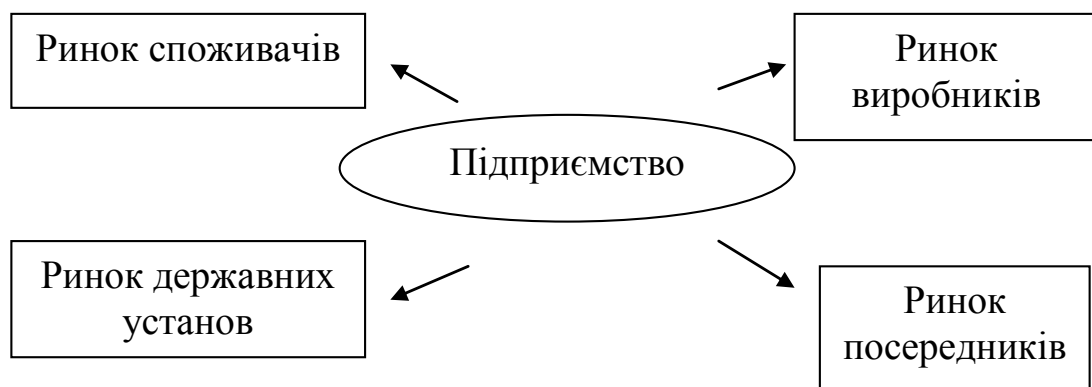 Ринок споживачів
Ринок
виробників
Підприємство
Ринок державних
установ
Ринок
посередників